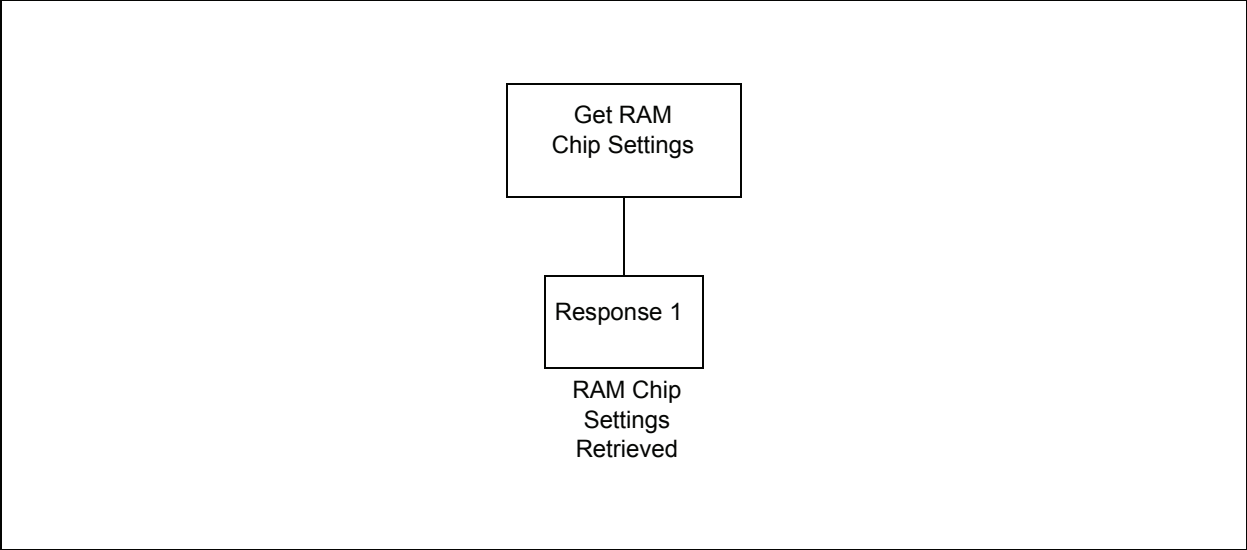 Get RAM
Chip Settings
Response 1
RAM Chip
Settings
Retrieved